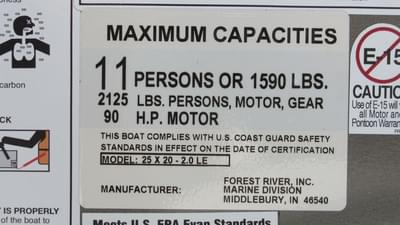 MAXIMUM CAPACITIES
11 PERSONS OR 1590 LBS.
2125 LBS. PERSONS, MOTOR, GEAR
90 H.P. MOTOR
THIS BOAT COMPLIES WITH U.S. COAST GUARD SAFETY
STANDARDS IN EFFECT ON THE DATE OF CERTIFICATION
MODEL: 25 X 20 - 2.0 LE
MANUFACTURER:
FOREST RIVER, INC.
MARINE DIVISION
MIDDLEBURY, IN 46540
E-15
CAUTIO
Use of E-15 will v
all Motor and
Pontoon Warrant
carbon
CK
IS PROPERLY
of the boat to
Meets U.S. EPA Evap Standards